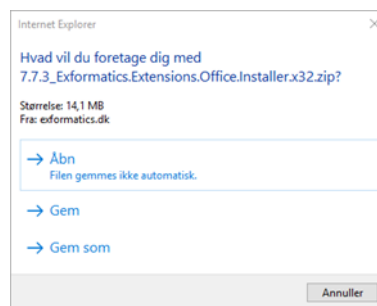 Internet Explorer
Hvad vil du foretage dig med
7.7.3_Exformatics.Extensions.Office.Installer.x32.zip?
Størrelse: 14,1 MB
Fra: exformatics.dk
→ Åbn
Filen gemmes ikke automatisk.
→ Gem
→ Gem som
Annuller